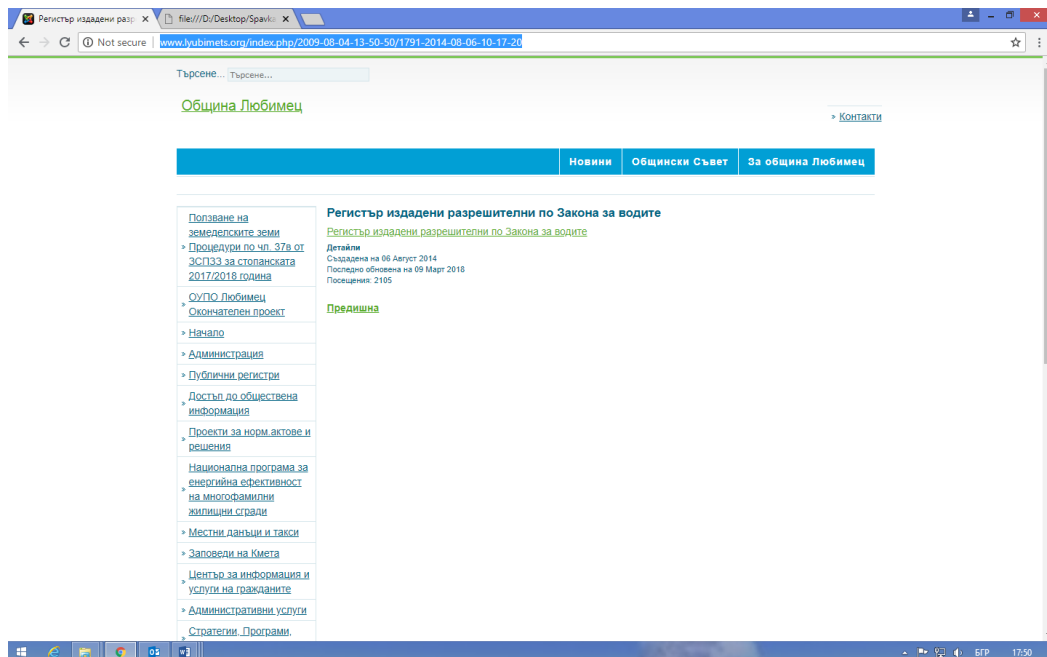 Регистър издадени разр
file:///D:/Desktop/Spavka
Not secure
www.lyubimets.org/index.php/2009-08-04-13-50-50/1791-2014-08-06-10-17-20
Търсене... Търсене...
Община Любимец
» Контакти
Новини
Общински Съвет
За община Любимец
Ползване на
земеделските земи
» Процедури по чл. 37в от
ЗСПЗЗ за стопанската
2017/2018 година
» ОУПО Любимец
Окончателен проект
» Начало
» Администрация
» Публични регистри
» Достъп до обществена
информация
» Проекти за норм.актове и
решения
Национална програма за
» енергийна ефективност
на многофамилни
жилищни сгради
» Местни данъци и такси
» Заповеди на Кмета
» Център за информация и
услуги на гражданите
» Административни услуги
» Стратегии, Програми,
Регистър издадени разрешителни по Закона за водите
Регистър издадени разрешителни по Закона за водите
Детайли
Създадена на 06 Август 2014
Последно обновена на 09 Март 2018
Посещения: 2105
Предишна
БГР
17:50